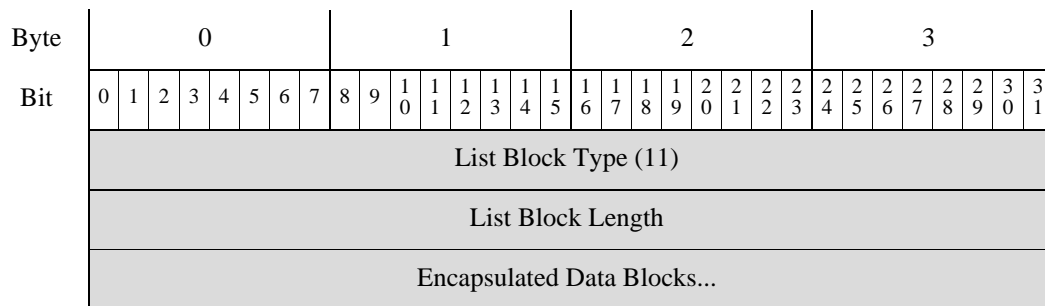 Byte 0 1 2 3
Bit 0 1 2 3 4 5 6 7 8 9 10 11 12 13 14 15 16 17 18 19 20 21 22 23 24 25 26 27 28 29 30 31
List Block Type (11)
List Block Length
Encapsulated Data Blocks...